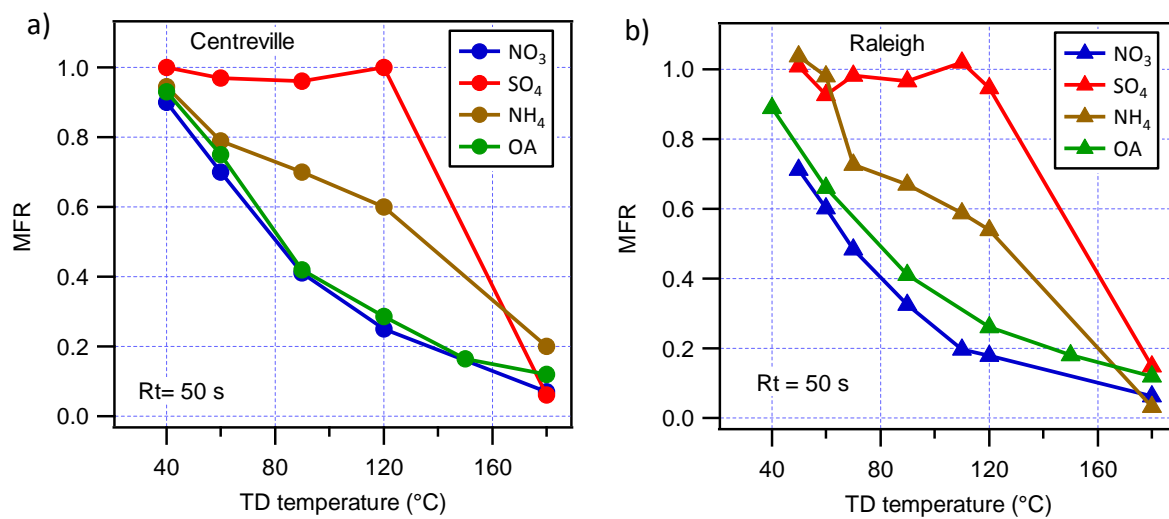 a)
Centreville
NO₃
SO₄
NH₄
OA
1.0
0.8
0.6
0.4
0.2
0.0
MFR
Rt= 50 s
40
80
120
160
TD temperature (°C)
b)
Raleigh
NO₃
SO₄
NH₄
OA
1.0
0.8
0.6
0.4
0.2
0.0
MFR
Rt = 50 s
40
80
120
160
TD temperature (°C)